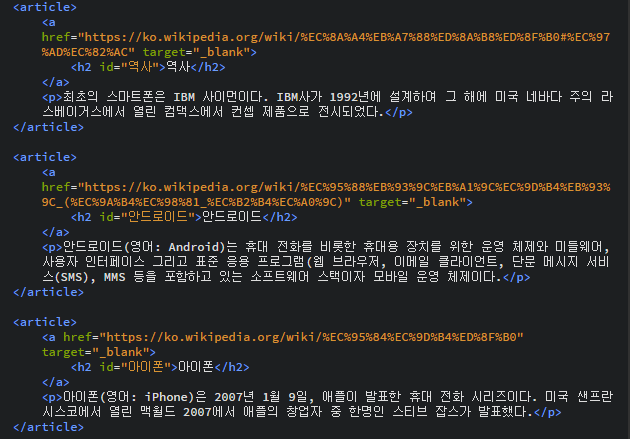 <article>
<a
href="https://ko.wikipedia.org/wiki/%EC%8A%A4%EB%A7%88%ED%8A%B8%ED%8F%B0#%EC%97
%AD%EC%82%AC" target="_blank">
<h2 id="역사">역사</h2>
</a>
<p>최초의 스마트폰은 IBM 사이먼이다. IBM사가 1992년에 설계하여 그 해에 미국 네바다 주의 라
스베이거스에서 열린 컴댁스에서 컨셉 제품으로 전시되었다.</p>
</article>
<article>
<a
href="https://ko.wikipedia.org/wiki/%EC%95%88%EB%93%9C%EB%A1%9C%EC%9D%B4%EB%93%
9C_(%EC%9A%B4%EC%98%81_%EC%B2%B4%EC%A0%9C)" target="_blank">
<h2 id="안드로이드">안드로이드</h2>
</a>
<p>안드로이드(영어: Android)는 휴대 전화를 비롯한 휴대용 장치를 위한 운영 체제와 미들웨어,
사용자 인터페이스 그리고 표준 응용 프로그램(웹 브라우저, 이메일 클라이언트, 단문 메시지 서비
스(SMS), MMS 등을 포함하고 있는 소프트웨어 스택이자 모바일 운영 체제이다.</p>
</article>
<article>
<a href="https://ko.wikipedia.org/wiki/%EC%95%84%EC%9D%B4%ED%8F%B0"
target="_blank">
<h2 id="아이폰">아이폰</h2>
</a>
<p>아이폰(영어: iPhone)은 2007년 1월 9일, 애플이 발표한 휴대 전화 시리즈이다. 미국 샌프란
시스코에서 열린 맥월드 2007에서 애플의 창업자 중 한명인 스티브 잡스가 발표했다.</p>
</article>